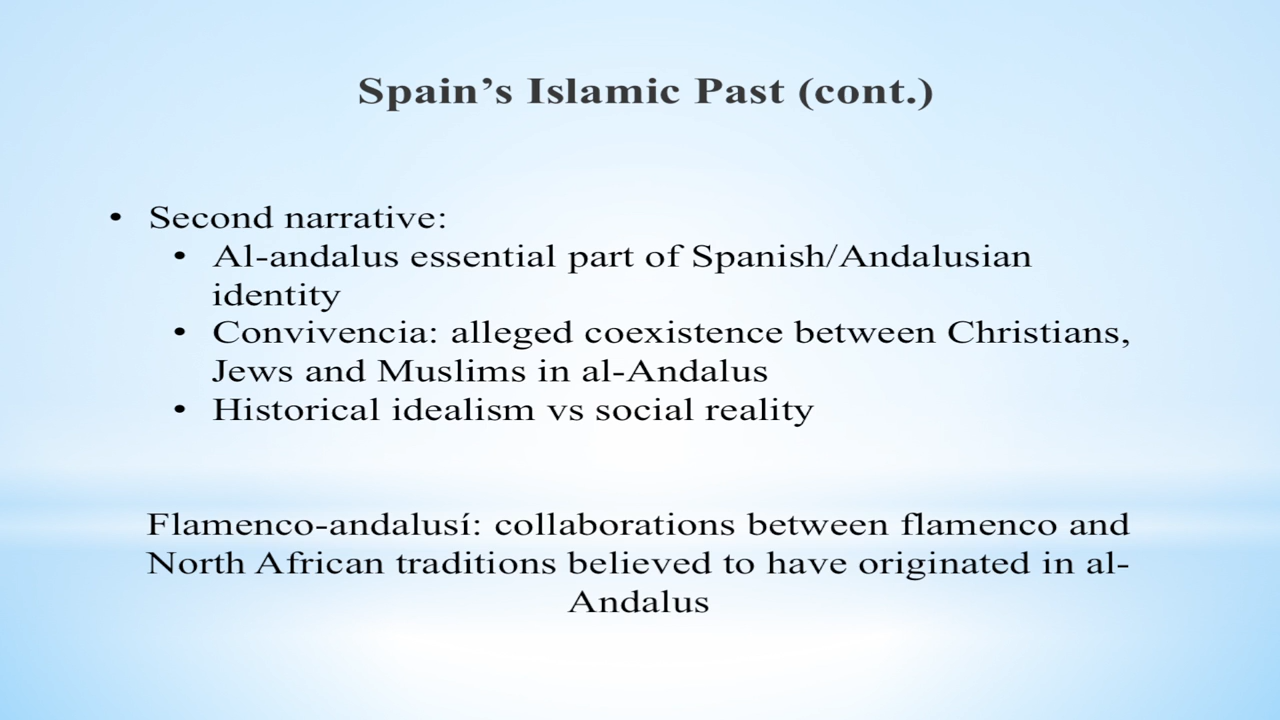 Spain’s Islamic Past (cont.)
• Second narrative:
• Al-andalus essential part of Spanish/Andalusian
identity
• Convivencia: alleged coexistence between Christians,
Jews and Muslims in al-Andalus
• Historical idealism vs social reality
Flamenco-andalusí: collaborations between flamenco and
North African traditions believed to have originated in al-
Andalus